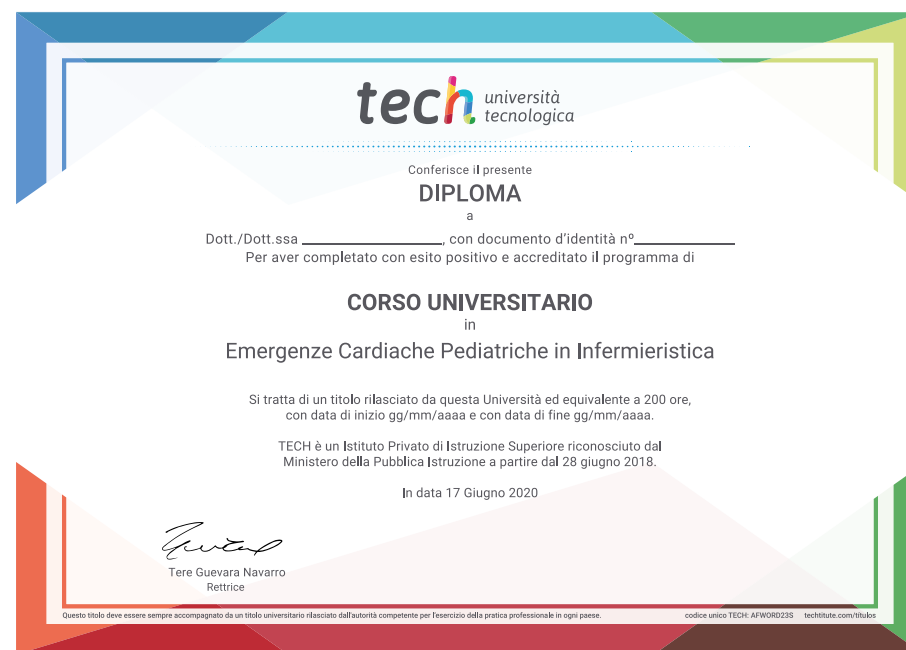 tech università
tecnologica
Conferisce il presente
DIPLOMA
a
Dott./Dott.ssa ____________________, con documento d'identità nº______________
Per aver completato con esito positivo e accreditato il programma di
CORSO UNIVERSITARIO
in
Emergenze Cardiache Pediatriche in Infermieristica
Si tratta di un titolo rilasciato da questa Università ed equivalente a 200 ore,
con data di inizio gg/mm/aaaa e con data di fine gg/mm/aaaa.
TECH è un Istituto Privato di Istruzione Superiore riconosciuto dal
Ministero della Pubblica Istruzione a partire dal 28 giugno 2018.
In data 17 Giugno 2020
Tere Guevara Navarro
Rettrice
Questo titolo deve essere sempre accompagnato da un titolo universitario rilasciato dall'autorità competente per l'esercizio della pratica professionale in ogni paese. codice unico TECH: AFWORD23S techtitute.com/titulos